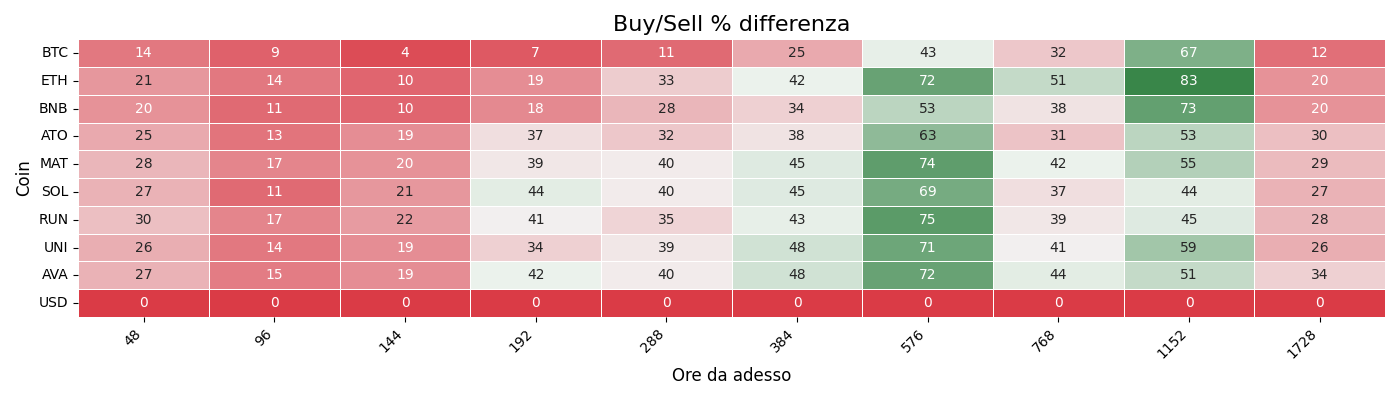 Buy/Sell % differenza
Coin
BTC 14 9 4 7 11 25 43 32 67 12
ETH 21 14 10 19 33 42 72 51 83 20
BNB 20 11 10 18 28 34 53 38 73 20
ATO 25 13 19 37 32 38 63 31 53 30
MAT 28 17 20 39 40 45 74 42 55 29
SOL 27 11 21 44 40 45 69 37 44 27
RUN 30 17 22 41 35 43 75 39 45 28
UNI 26 14 19 34 39 48 71 41 59 26
AVA 27 15 19 42 40 48 72 44 51 34
USD 0 0 0 0 0 0 0 0 0 0
48 96 144 192 288 384 576 768 1152 1728
Ore da adesso